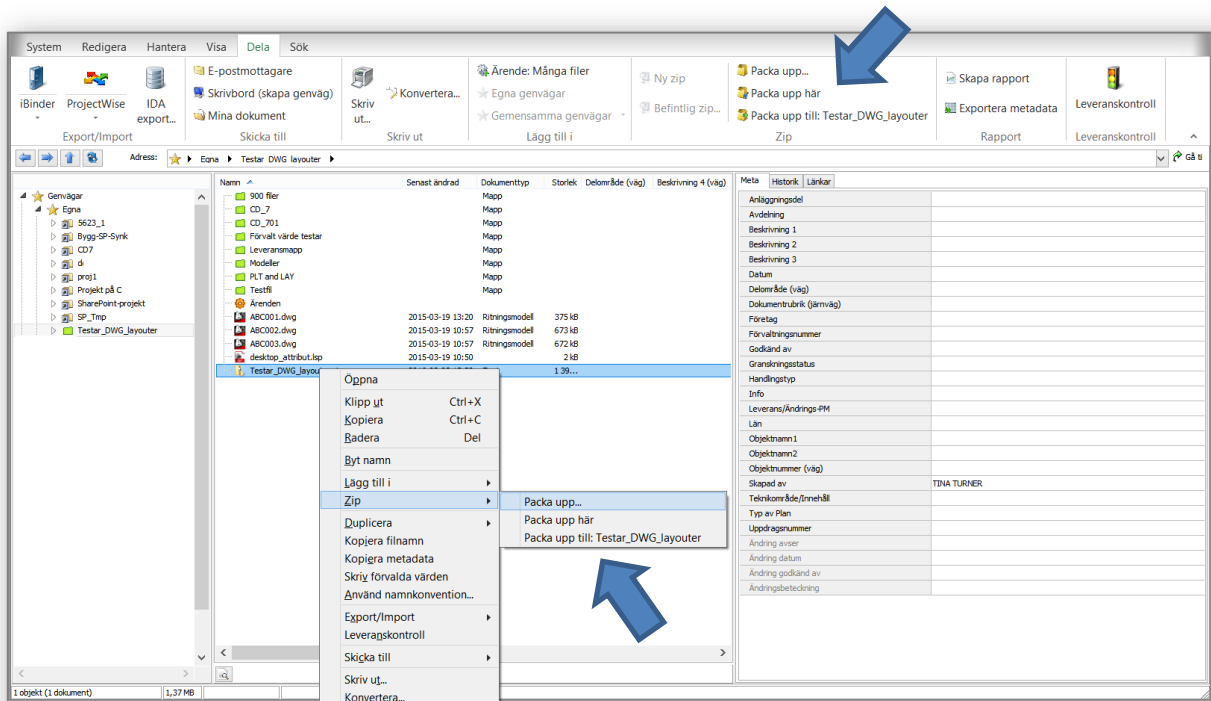 System Redigera Hantera Visa Dela Sök
iBinder
ProjectWise
IDA export...
Export/Import
E-postmottagare
Skrivbord (skapa genväg)
Mina dokument
Skicka till
Skriv ut...
Konvertera...
Skriv ut
Ärende: Många filer
Egna genvägar
Gemensamma genvägar
Lägg till i
Ny zip
Befintlig zip...
Packa upp...
Packa upp här
Packa upp till: Testar_DWG_layouter
Zip
Skapa rapport
Exportera metadata
Rapport
Leveranskontroll
Leveranskontroll
Adress: Egna Testar DWG layouter Gå ti
Genvägar
Egna
5623_1
Bygg-SP-Synk
CD7
proj1
Projekt på C
SharePoint-projekt
SP_Tmp
Testar_DWG_layouter
Namn Senast ändrad Dokumenttyp Storlek Delområde (väg) Beskrivning 4 (väg)
900 filer Mapp
CD_7 Mapp
CD_701 Mapp
Förvalt värde testar Mapp
Leveransmapp Mapp
Modeller Mapp
PLT and LAY Mapp
Testfil Mapp
Ärenden
ABC001.dwg 2015-03-19 13:20 Ritningsmodell 375 kB
ABC002.dwg 2015-03-19 10:57 Ritningsmodell 673 kB
ABC003.dwg 2015-03-19 10:57 Ritningsmodell 672 kB
desktop_attribut.lsp 2015-03-19 10:50 2 kB
Testar_DWG_layou 1 39...
Öppna
Klipp ut Ctrl+X
Kopiera Ctrl+C
Radera Del
Byt namn
Lägg till i
Zip
Duplicera
Kopiera filnamn
Kopiera metadata
Skriv förvalda värden
Använd namnkonvention...
Export/Import
Leveranskontroll
Skicka till
Skriv ut...
Konvertera...
Packa upp...
Packa upp här
Packa upp till: Testar_DWG_layouter
Meta Historik Länkar
Anläggningsdel
Avdelning
Beskrivning 1
Beskrivning 2
Beskrivning 3
Datum
Delområde (väg)
Dokumentrubrik (järnväg)
Företag
Förvaltningsnummer
Godkänd av
Granskningsstatus
Handlingstyp
Info
Leverans/Ändrings-PM
Län
Objektnamn1
Objektnamn2
Objektnummer (väg)
Skapad av TINA TURNER
Teknikområde/Innehåll
Typ av Plan
Uppdragsnummer
Ändring avser
Ändring datum
Ändring godkänd av
Ändringsbeteckning
1 objekt (1 dokument) 1,37 MB